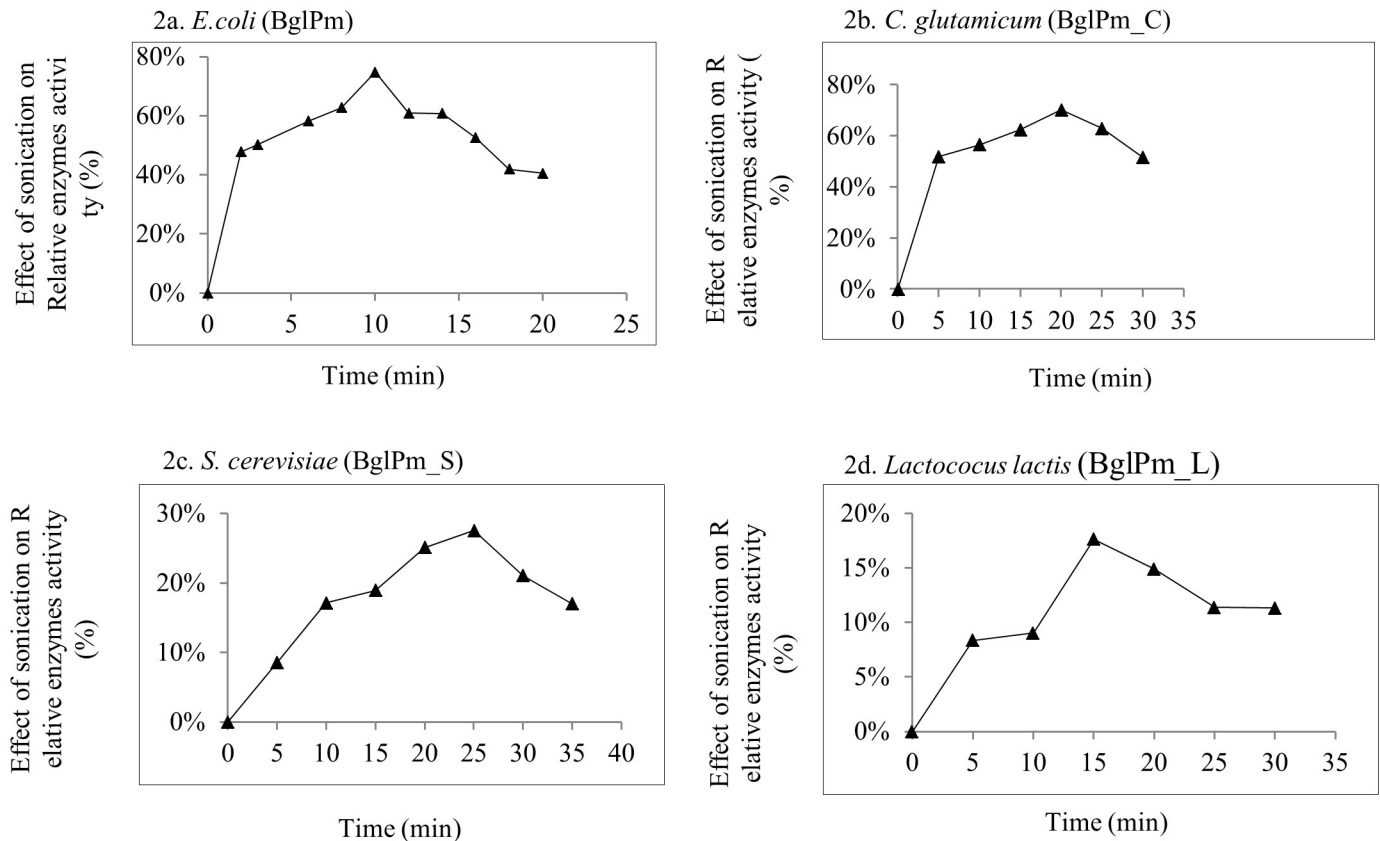 2a. E.coli (BglPm)
Effect of sonication on
Relative enzymes activi
ty (%)
80%
60%
40%
20%
0%
0 5 10 15 20 25
Time (min)
2b. C. glutamicum (BglPm_C)
Effect of sonication on R
elative enzymes activity (
%)
80%
60%
40%
20%
0%
0 5 10 15 20 25 30 35
Time (min)
2c. S. cerevisiae (BglPm_S)
Effect of sonication on R
elative enzymes activity
(%)
30%
20%
10%
0%
0 5 10 15 20 25 30 35 40
Time (min)
2d. Lactococus lactis (BglPm_L)
Effect of sonication on R
elative enzymes activity
(%)
20%
15%
10%
5%
0%
0 5 10 15 20 25 30 35
Time (min)